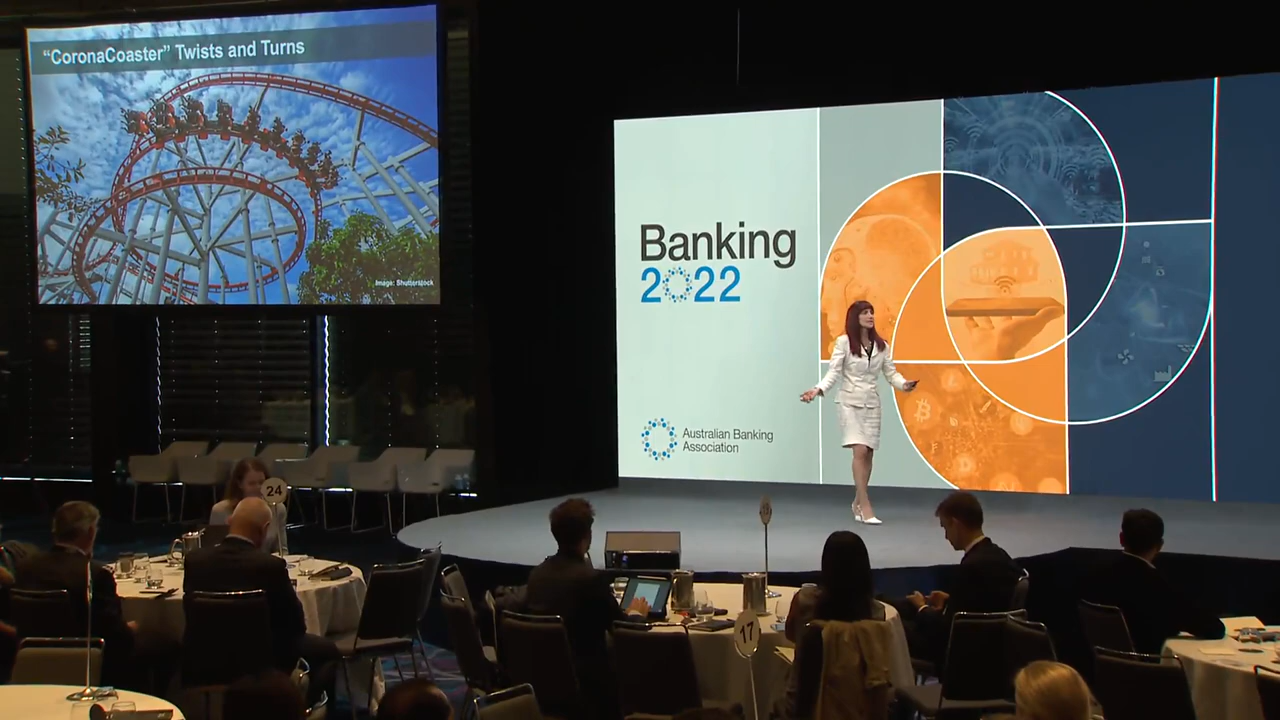 “CoronaCoaster” Twists and Turns
Image: Shutterstock
Banking
2022
Australian Banking
Association
24
17